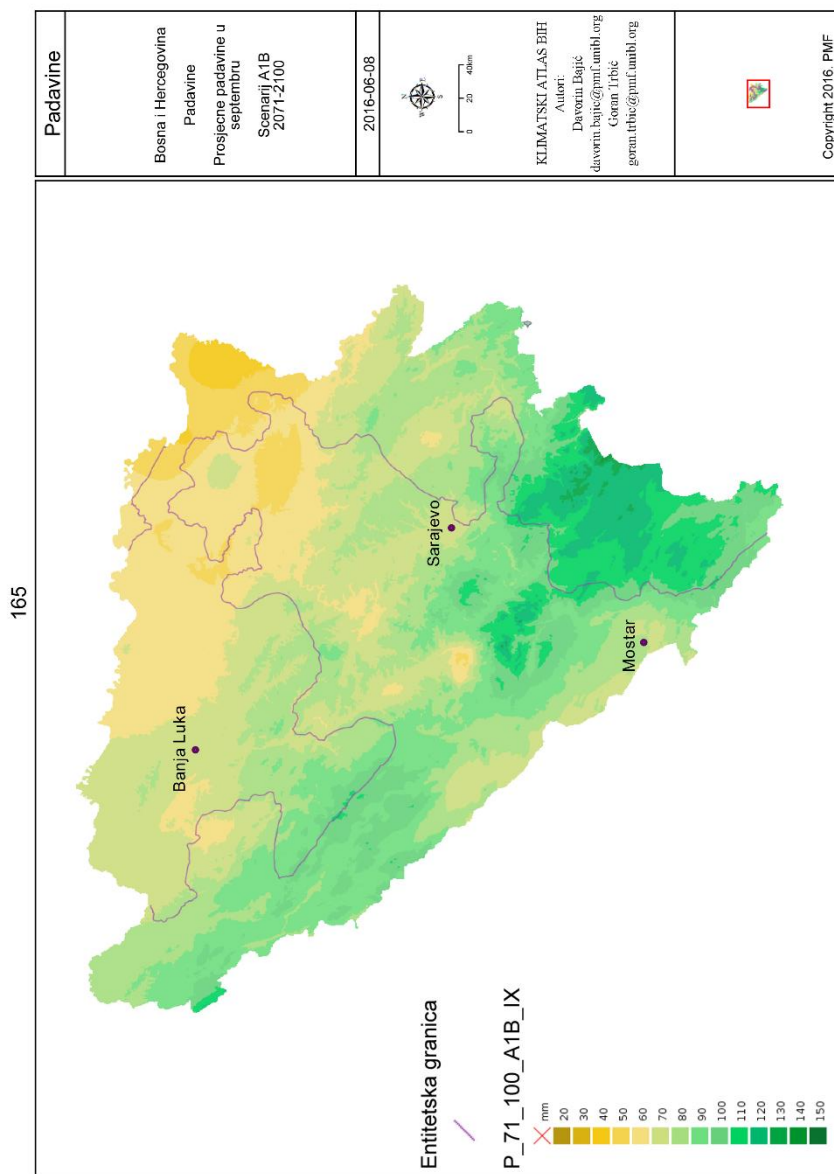 165
Padavine
Bosna i Hercegovina
Padavine
Prosjecne padavine u
septembru
Scenarij A1B
2071-2100
2016-06-08
N
W
E
S
0 20 40km
KLIMATSKI ATLAS BIH
Autori:
Davorin Bajić
davorin.bajic@pmf.unibl.org
Goran Trbić
goran.trbic@pmf.unibl.org
Copyright 2016. PMF
Banja Luka
Sarajevo
Mostar
Entitetska granica
P_71_100_A1B_IX
mm
20
30
40
50
60
70
80
90
100
110
120
130
140
150